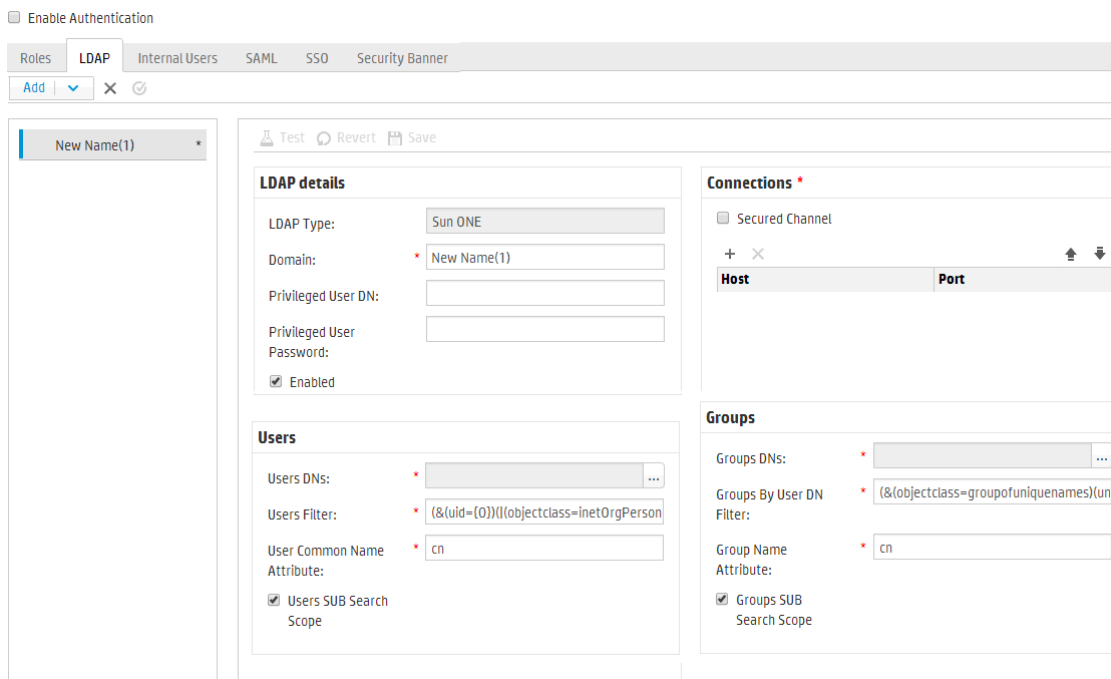 Enable Authentication
Roles LDAP Internal Users SAML SSO Security Banner
Add
New Name(1) *
Test Revert Save
LDAP details
LDAP Type: Sun ONE
Domain: * New Name(1)
Privileged User DN:
Privileged User
Password:
Enabled
Connections *
Secured Channel
Host Port
Users
Users DNs: * ...
Users Filter: * (&(uid={0})(|(objectclass=inetOrgPerson
User Common Name
Attribute: * cn
Users SUB Search
Scope
Groups
Groups DNs: * ...
Groups By User DN
Filter: * (&(objectclass=groupofuniquenames)(un
Group Name
Attribute: * cn
Groups SUB
Search Scope